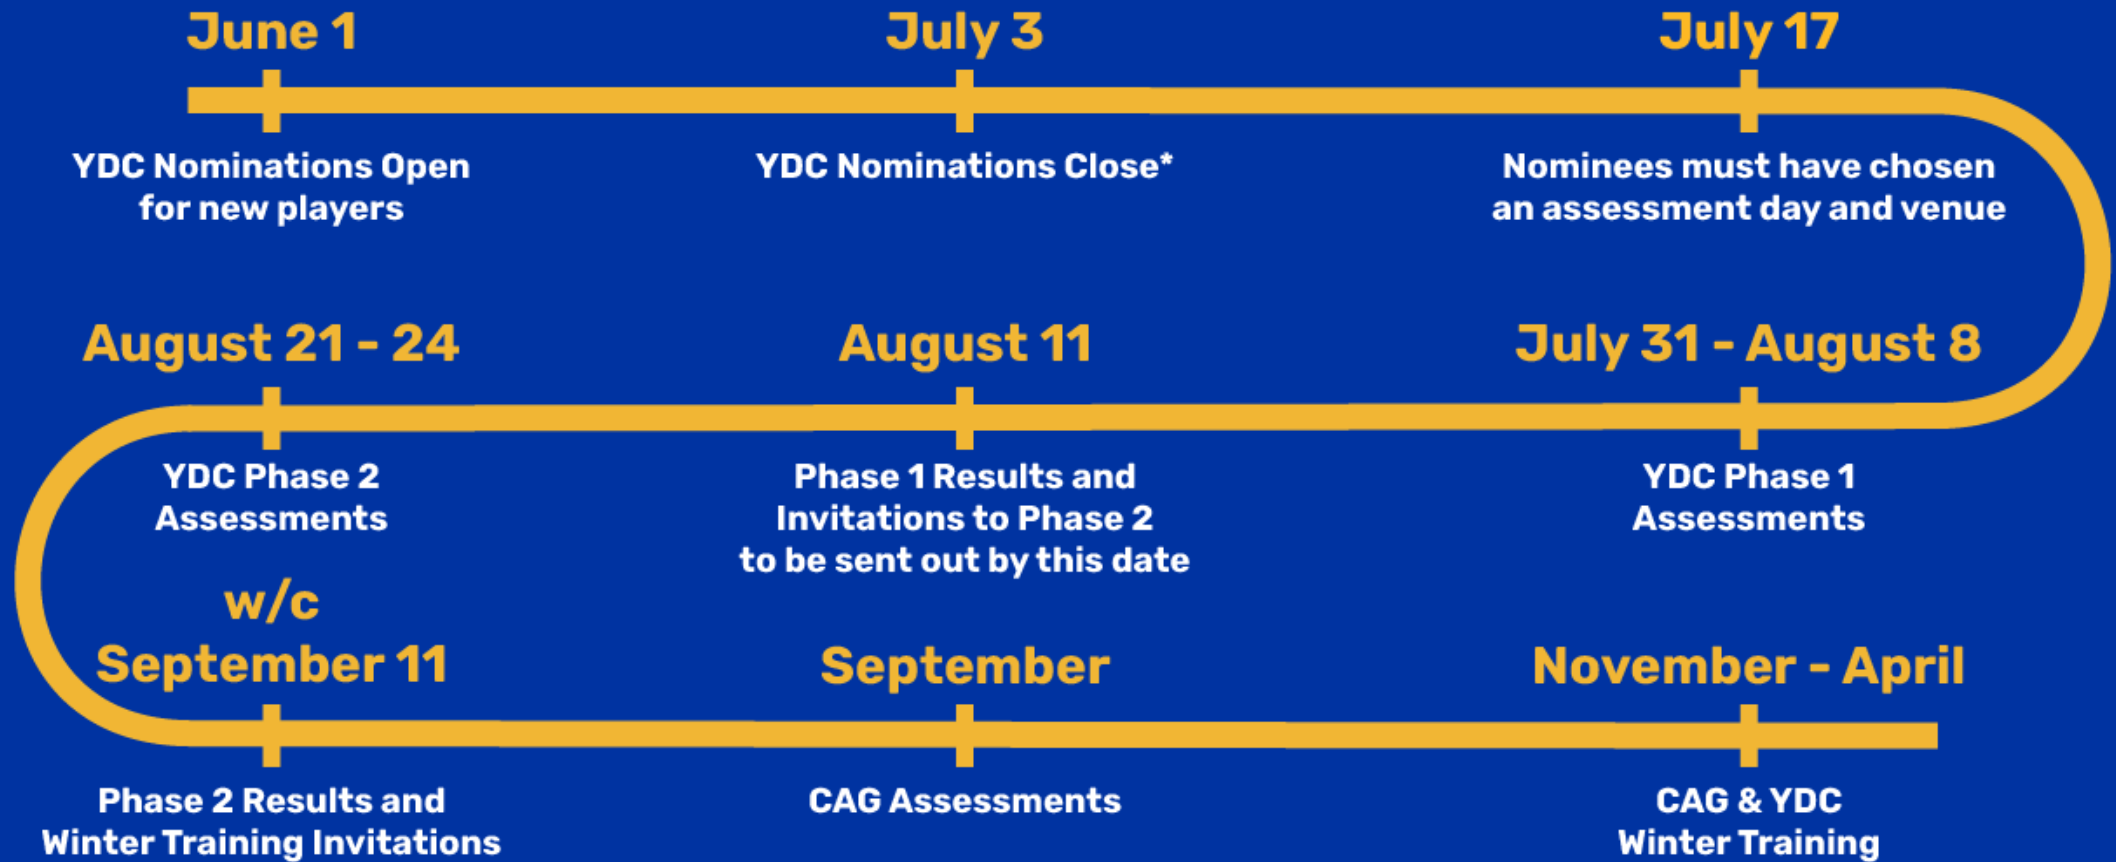 June 1
YDC Nominations Open
for new players
July 3
YDC Nominations Close*
July 17
Nominees must have chosen
an assessment day and venue
July 31 - August 8
YDC Phase 1
Assessments
August 11
Phase 1 Results and
Invitations to Phase 2
to be sent out by this date
August 21 - 24
YDC Phase 2
Assessments
w/c
September 11
Phase 2 Results and
Winter Training Invitations
September
CAG Assessments
November - April
CAG & YDC
Winter Training